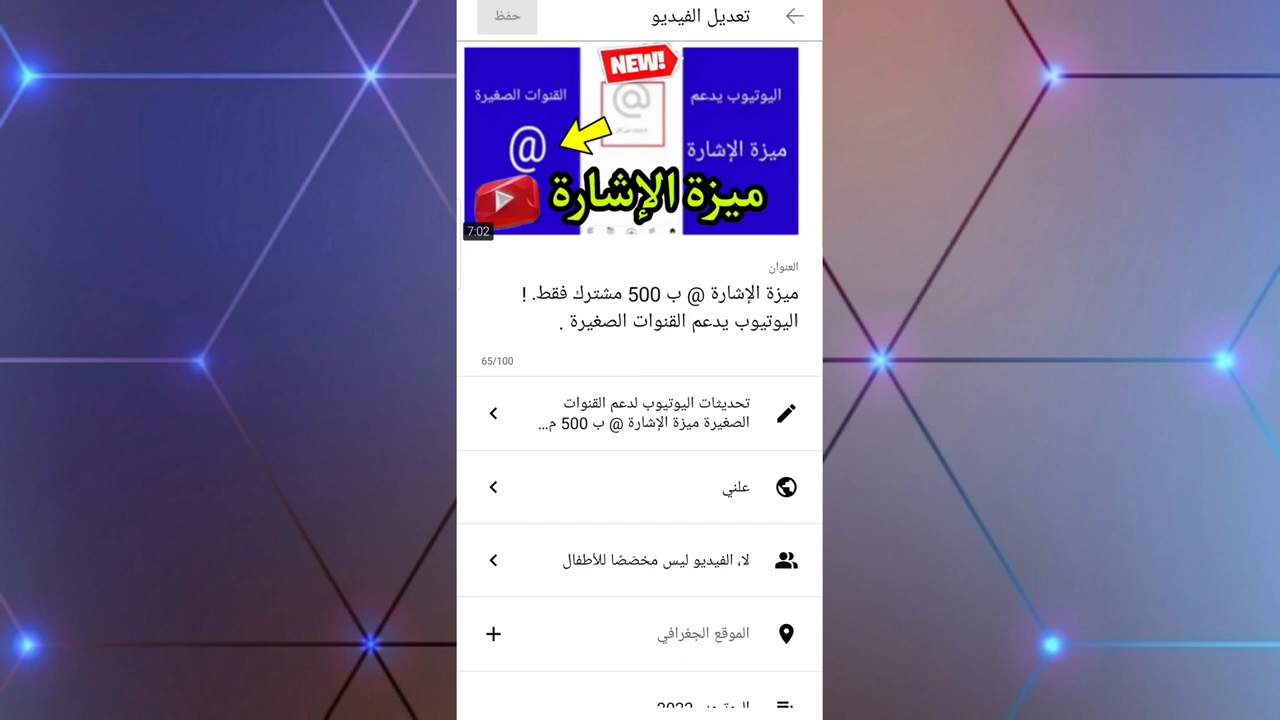 تعديل الفيديو
حفظ
NEW!
اليوتيوب يدعم
القنوات الصغيرة
@
@
ميزة الإشارة
ميزة الإشارة
7:02
العنوان
ميزة الإشارة @ ب 500 مشترك فقط. !
اليوتيوب يدعم القنوات الصغيرة .
65/100
تحديثات اليوتيوب لدعم القنوات
الصغيرة ميزة الإشارة @ ب 500 م...
علني
لا، الفيديو ليس مخصّصًا للأطفال
الموقع الجغرافي